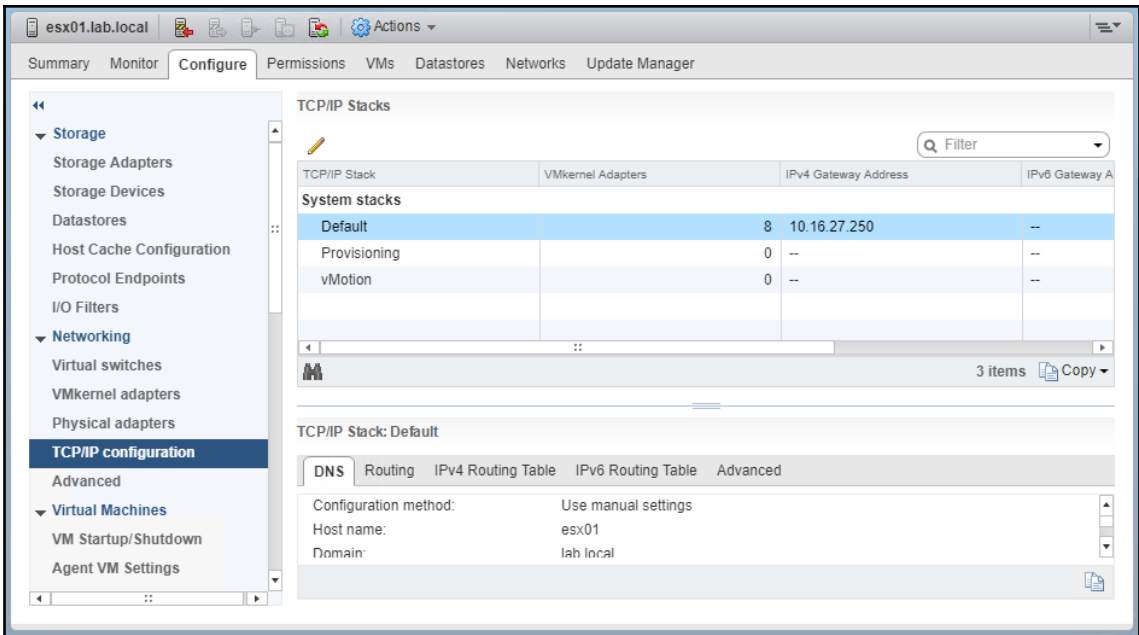 esx01.lab.local Actions
Summary Monitor Configure Permissions VMs Datastores Networks Update Manager
Storage
Storage Adapters
Storage Devices
Datastores
Host Cache Configuration
Protocol Endpoints
I/O Filters
Networking
Virtual switches
VMkernel adapters
Physical adapters
TCP/IP configuration
Advanced
Virtual Machines
VM Startup/Shutdown
Agent VM Settings
TCP/IP Stacks
Filter
TCP/IP Stack VMkernel Adapters IPv4 Gateway Address IPv6 Gateway A
System stacks
Default 8 10.16.27.250 --
Provisioning 0 -- --
vMotion 0 -- --
3 items Copy
TCP/IP Stack: Default
DNS Routing IPv4 Routing Table IPv6 Routing Table Advanced
Configuration method: Use manual settings
Host name: esx01
Domain: lab.local